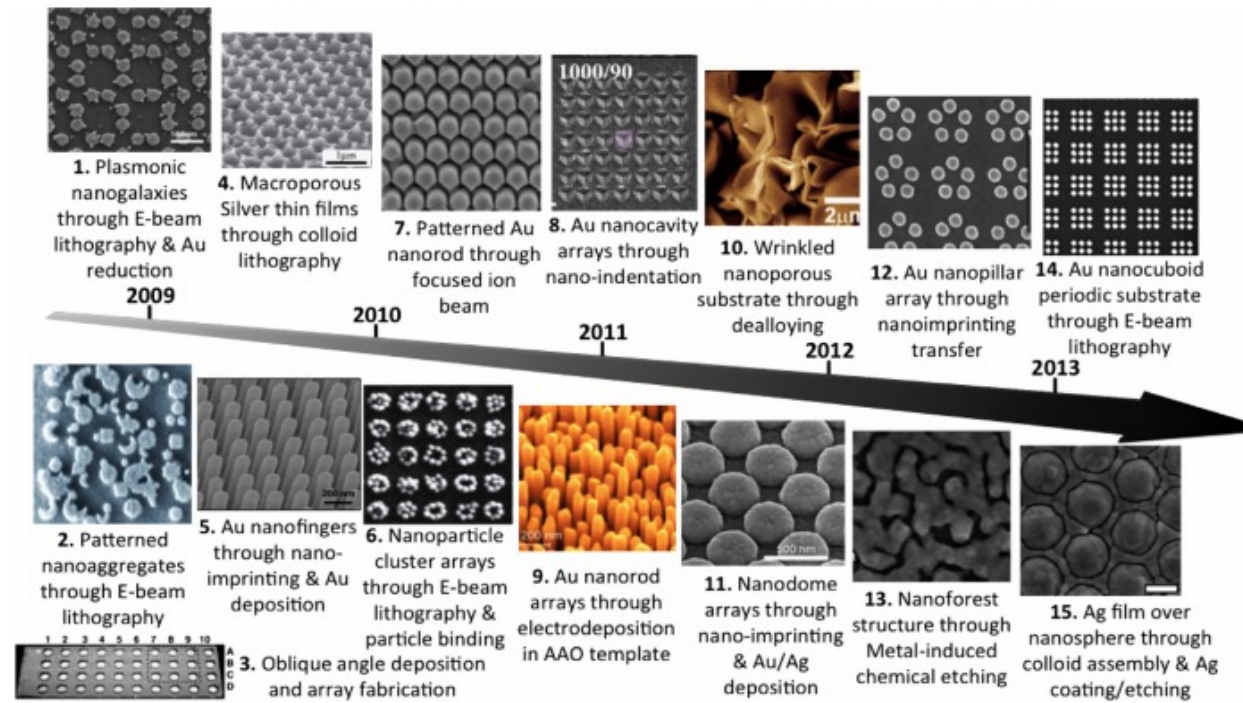 1. Plasmonic
nanogalaxies
through E-beam
lithography & Au
reduction
1µm
4. Macroporous
Silver thin films
through colloid
lithography
7. Patterned Au
nanorod through
focused ion
beam
1000/90
8. Au nanocavity
arrays through
nano-indentation
2µm
10. Wrinkled
nanoporous
substrate through
dealloying
12. Au nanopillar
array through
nanoimprinting
transfer
14. Au nanocuboid
periodic substrate
through E-beam
lithography
2009
2010
2011
2012
2013
2. Patterned
nanoaggregates
through E-beam
lithography
1 2 3 4 5 6 7 8 9 10
A
B
C
D
3. Oblique angle deposition
and array fabrication
200 nm
5. Au nanofingers
through nano-
imprinting & Au
deposition
6. Nanoparticle
cluster arrays
through E-beam
lithography &
particle binding
200 nm
9. Au nanorod
arrays through
electrodeposition
in AAO template
500 nm
11. Nanodome
arrays through
nano-imprinting
& Au/Ag
deposition
13. Nanoforest
structure through
Metal-induced
chemical etching
15. Ag film over
nanosphere through
colloid assembly & Ag
coating/etching